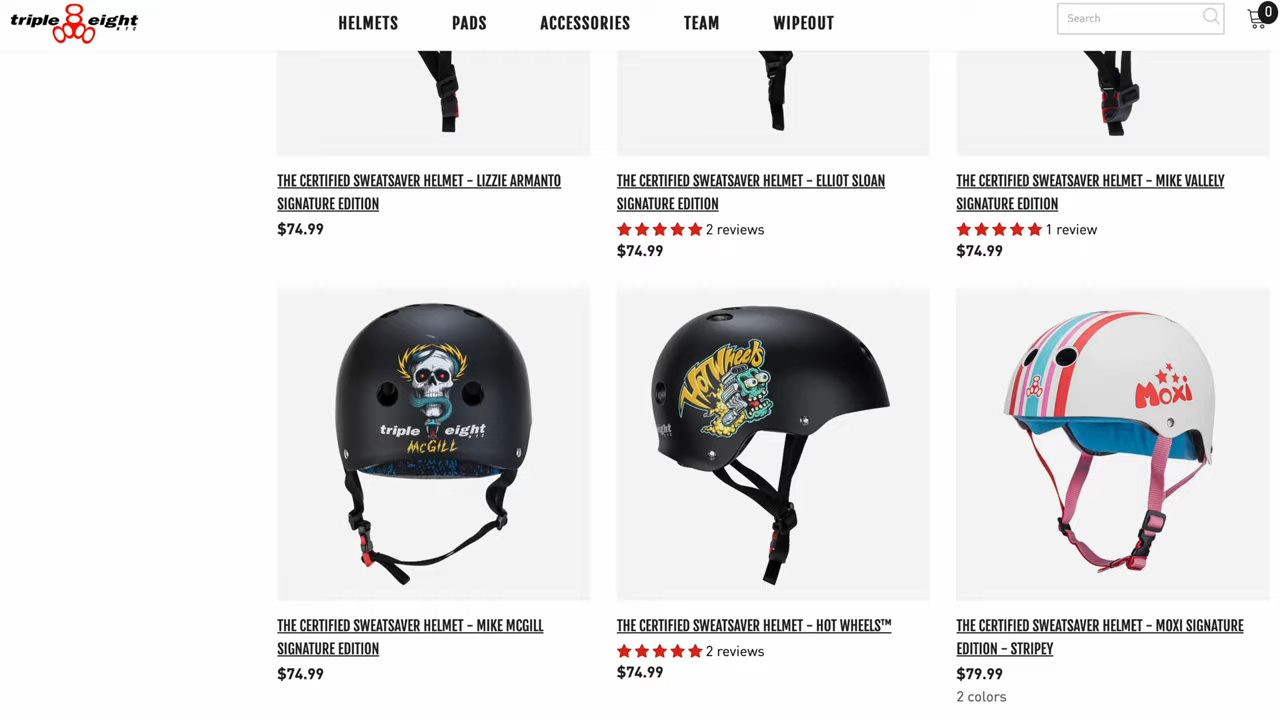 triple eight
NYC
HELMETS
PADS
ACCESSORIES
TEAM
WIPEOUT
Search
0
THE CERTIFIED SWEATSAVER HELMET - LIZZIE ARMANTO
SIGNATURE EDITION
$74.99
THE CERTIFIED SWEATSAVER HELMET - ELLIOT SLOAN
SIGNATURE EDITION
2 reviews
$74.99
THE CERTIFIED SWEATSAVER HELMET - MIKE VALLELY
SIGNATURE EDITION
1 review
$74.99
triple eight
NYC
McGILL
HOT WHEELS
eight
MOXI
THE CERTIFIED SWEATSAVER HELMET - MIKE MCGILL
SIGNATURE EDITION
$74.99
THE CERTIFIED SWEATSAVER HELMET - HOT WHEELS™
2 reviews
$74.99
THE CERTIFIED SWEATSAVER HELMET - MOXI SIGNATURE
EDITION - STRIPEY
$79.99
2 colors